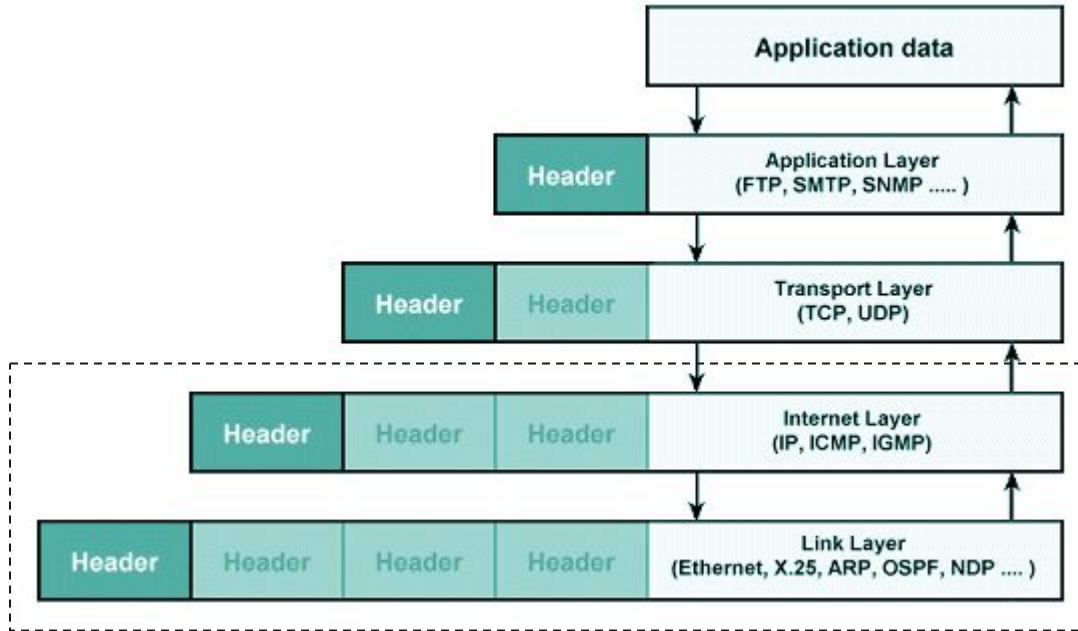 Application data
Header
Application Layer
(FTP, SMTP, SNMP ..... )
Header
Header
Transport Layer
(TCP, UDP)
Header
Header
Header
Internet Layer
(IP, ICMP, IGMP)
Header
Header
Header
Header
Link Layer
(Ethernet, X.25, ARP, OSPF, NDP .... )